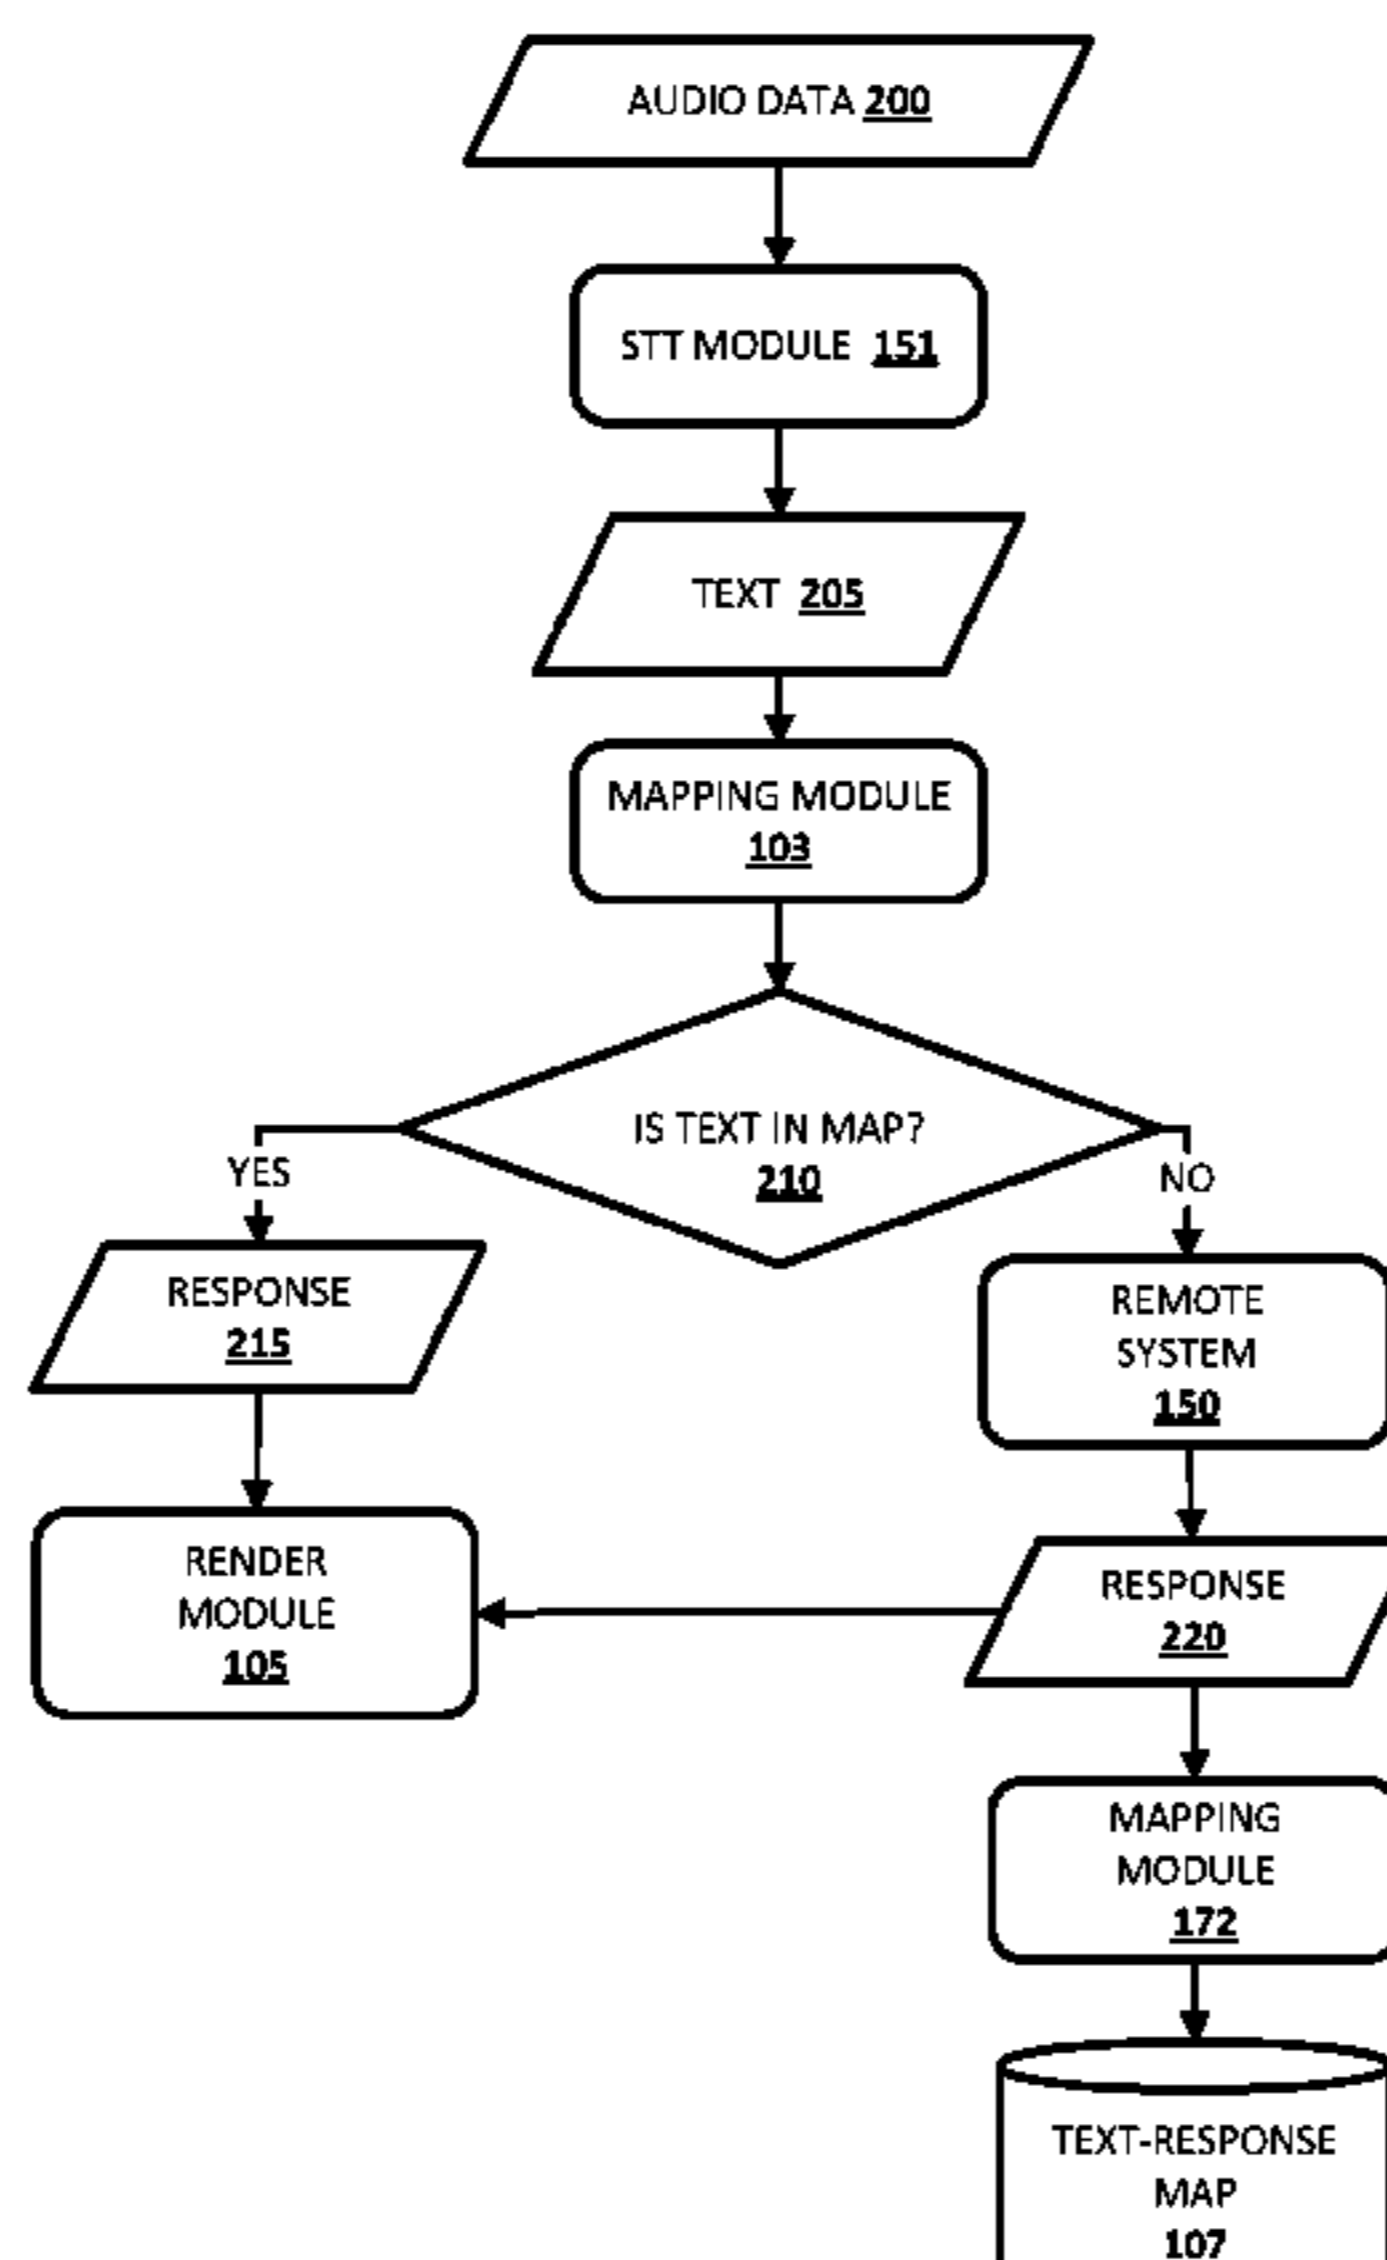 AUDIO DATA 200
STT MODULE 151
TEXT 205
MAPPING MODULE
103
IS TEXT IN MAP?
210
YES
NO
RESPONSE
215
REMOTE
SYSTEM
150
RENDER
MODULE
105
RESPONSE
220
MAPPING
MODULE
172
TEXT-RESPONSE
MAP
107